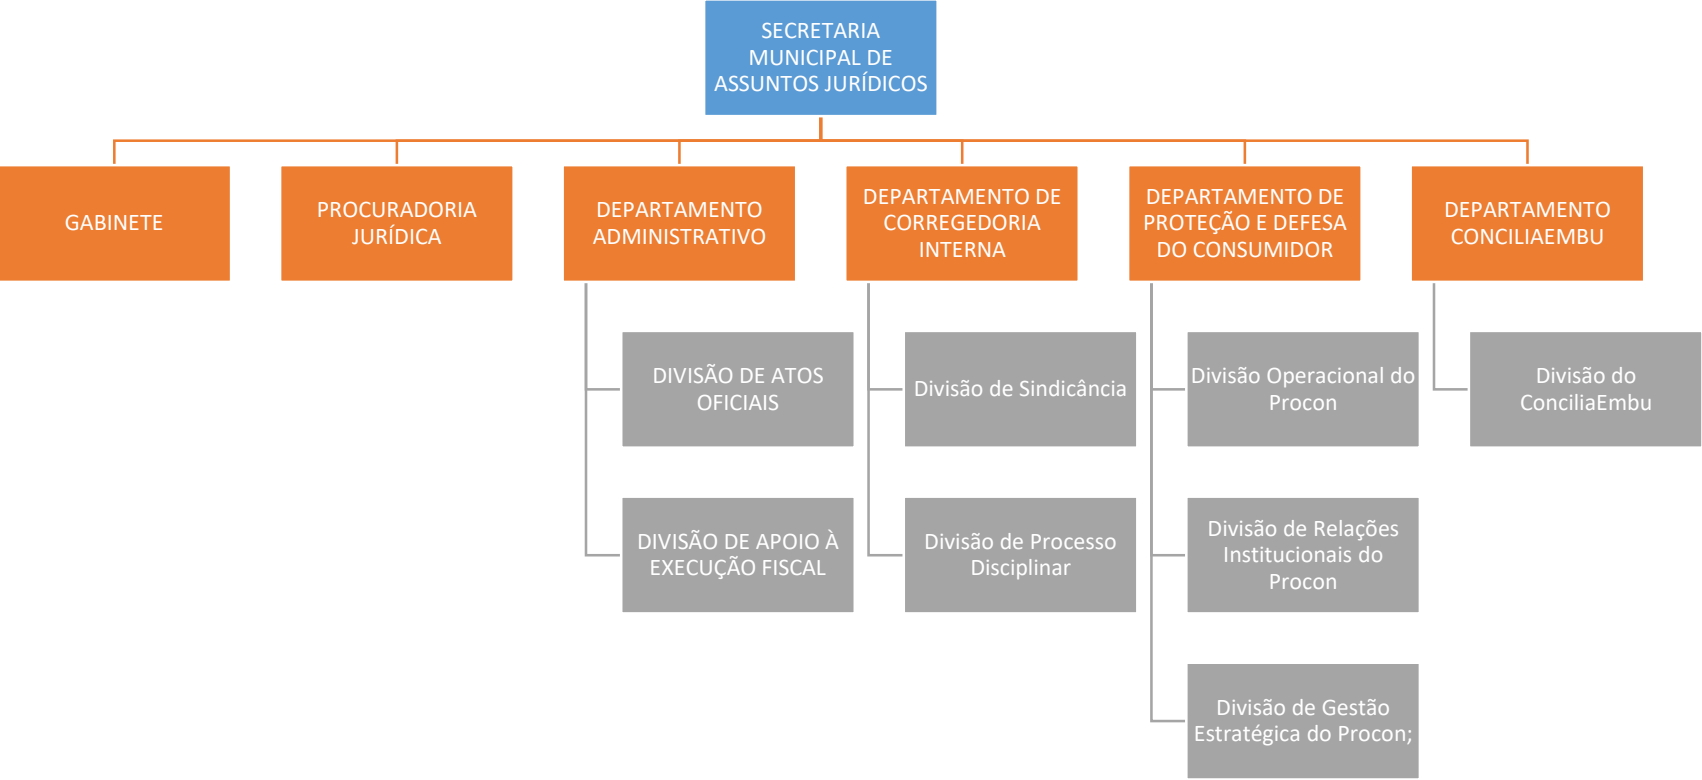 SECRETARIA
MUNICIPAL DE
ASSUNTOS JURÍDICOS
GABINETE
PROCURADORIA
JURÍDICA
DEPARTAMENTO
ADMINISTRATIVO
DEPARTAMENTO DE
CORREGEDORIA
INTERNA
DEPARTAMENTO DE
PROTEÇÃO E DEFESA
DO CONSUMIDOR
DEPARTAMENTO
CONCILIAEMBU
DIVISÃO DE ATOS
OFICIAIS
DIVISÃO DE APOIO À
EXECUÇÃO FISCAL
Divisão de Sindicância
Divisão de Processo
Disciplinar
Divisão Operacional do
Procon
Divisão de Relações
Institucionais do
Procon
Divisão de Gestão
Estratégica do Procon;
Divisão do
ConciliaEmbu